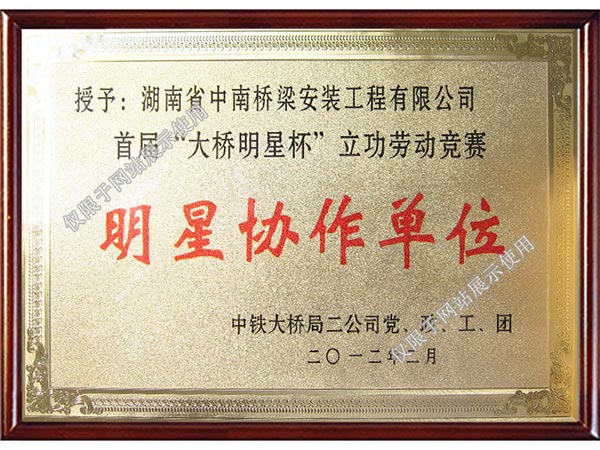 授予：湖南省中南桥梁安装工程有限公司
首届“大桥明星杯”立功劳动竞赛
明星协作单位
中铁大桥局二公司党、政、工、团
二〇一二年二月
仅限于网站展示使用
仅限于网站展示使用